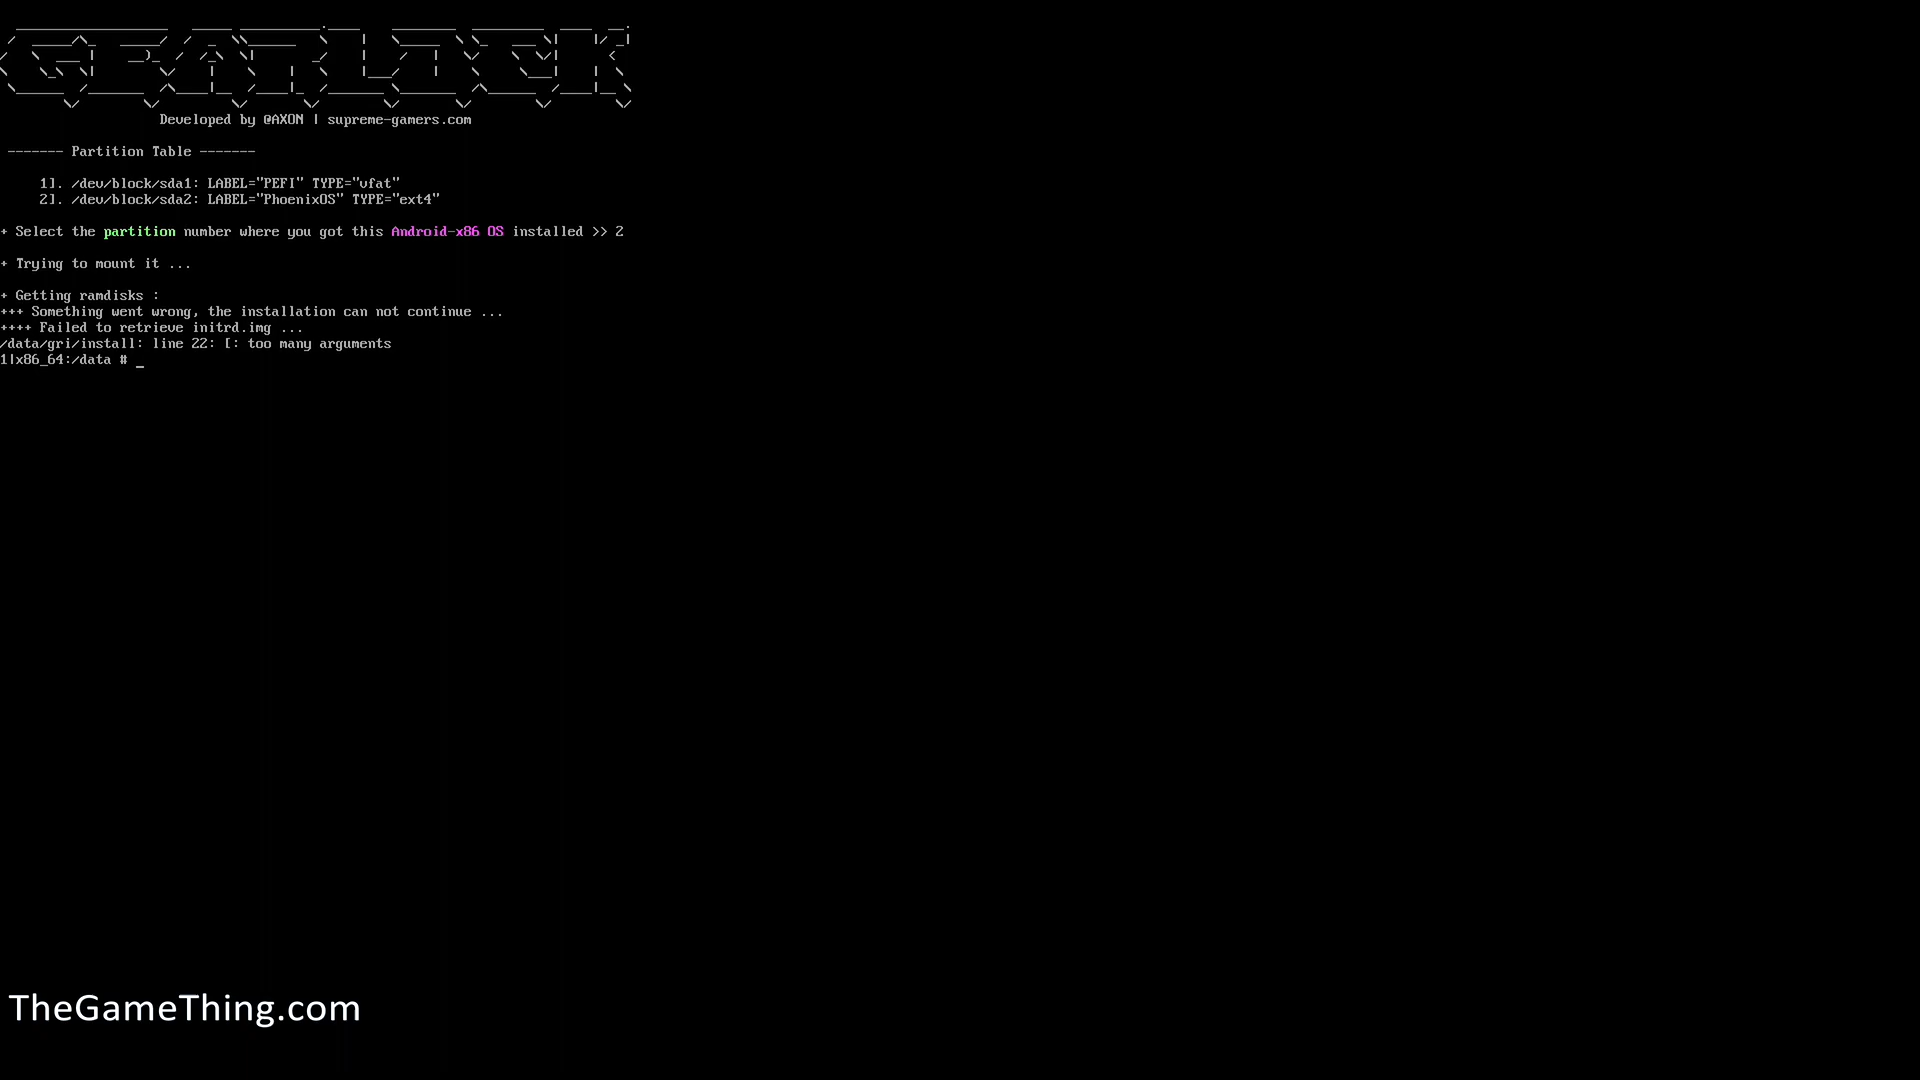 Developed by @AXON | supreme-gamers.com
------- Partition Table -------
1]. /dev/block/sda1: LABEL="PEFI" TYPE="vfat"
2]. /dev/block/sda2: LABEL="PhoenixOS" TYPE="ext4"
+ Select the partition number where you got this Android-x86 OS installed >> 2
+ Trying to mount it ...
+ Getting ramdisks :
+++ Something went wrong, the installation can not continue ...
++++ Failed to retrieve initrd.img ...
/data/gri/install: line 22: [: too many arguments
1|x86_64:/data # _
TheGameThing.com